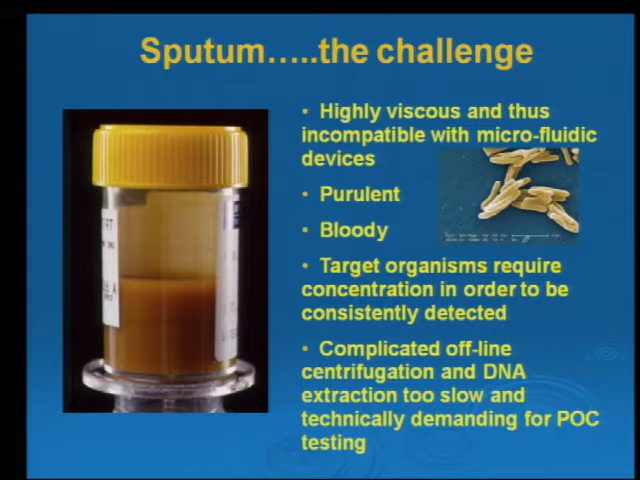 Sputum…..the challenge
• Highly viscous and thus
incompatible with micro-fluidic
devices
• Purulent
• Bloody
• Target organisms require
concentration in order to be
consistently detected
• Complicated off-line
centrifugation and DNA
extraction too slow and
technically demanding for POC
testing